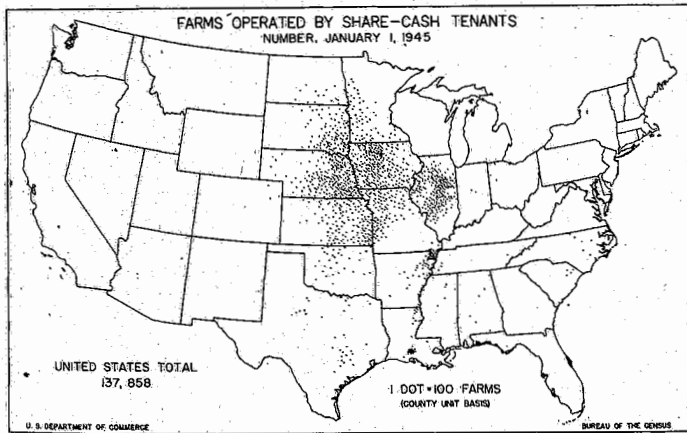 FARMS OPERATED BY SHARE-CASH TENANTS
NUMBER, JANUARY 1, 1945
UNITED STATES TOTAL
137, 858
1 DOT = 100 FARMS
(COUNTY UNIT BASIS)
U. S. DEPARTMENT OF COMMERCE
BUREAU OF THE CENSUS